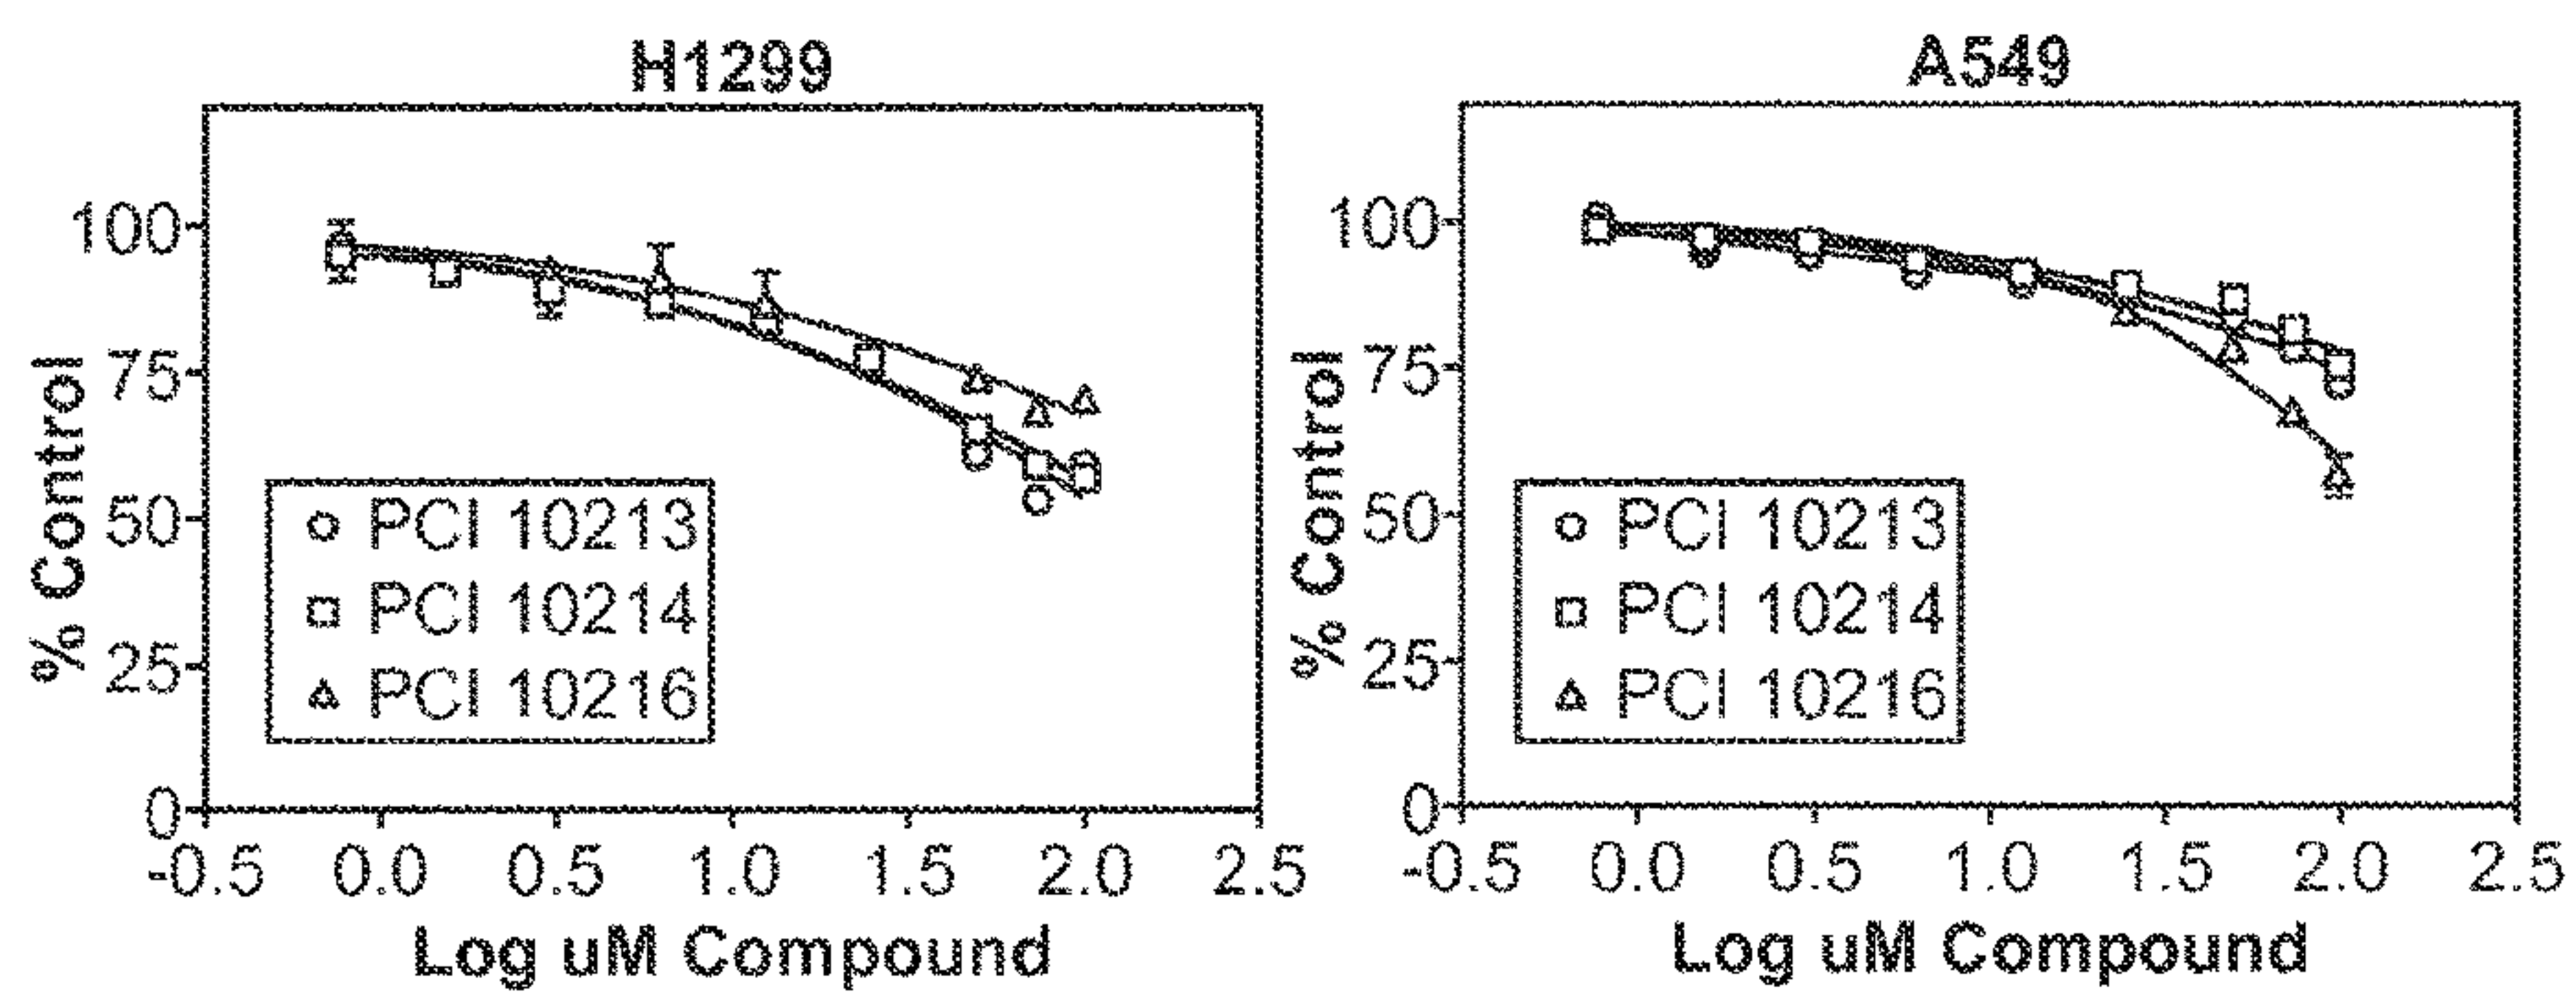 H1299
% Control
100
75
50
25
0
PCI 10213
PCI 10214
PCI 10216
-0.5 0.0 0.5 1.0 1.5 2.0 2.5
Log uM Compound
A549
% Control
100
75
50
25
0
PCI 10213
PCI 10214
PCI 10216
-0.5 0.0 0.5 1.0 1.5 2.0 2.5
Log uM Compound